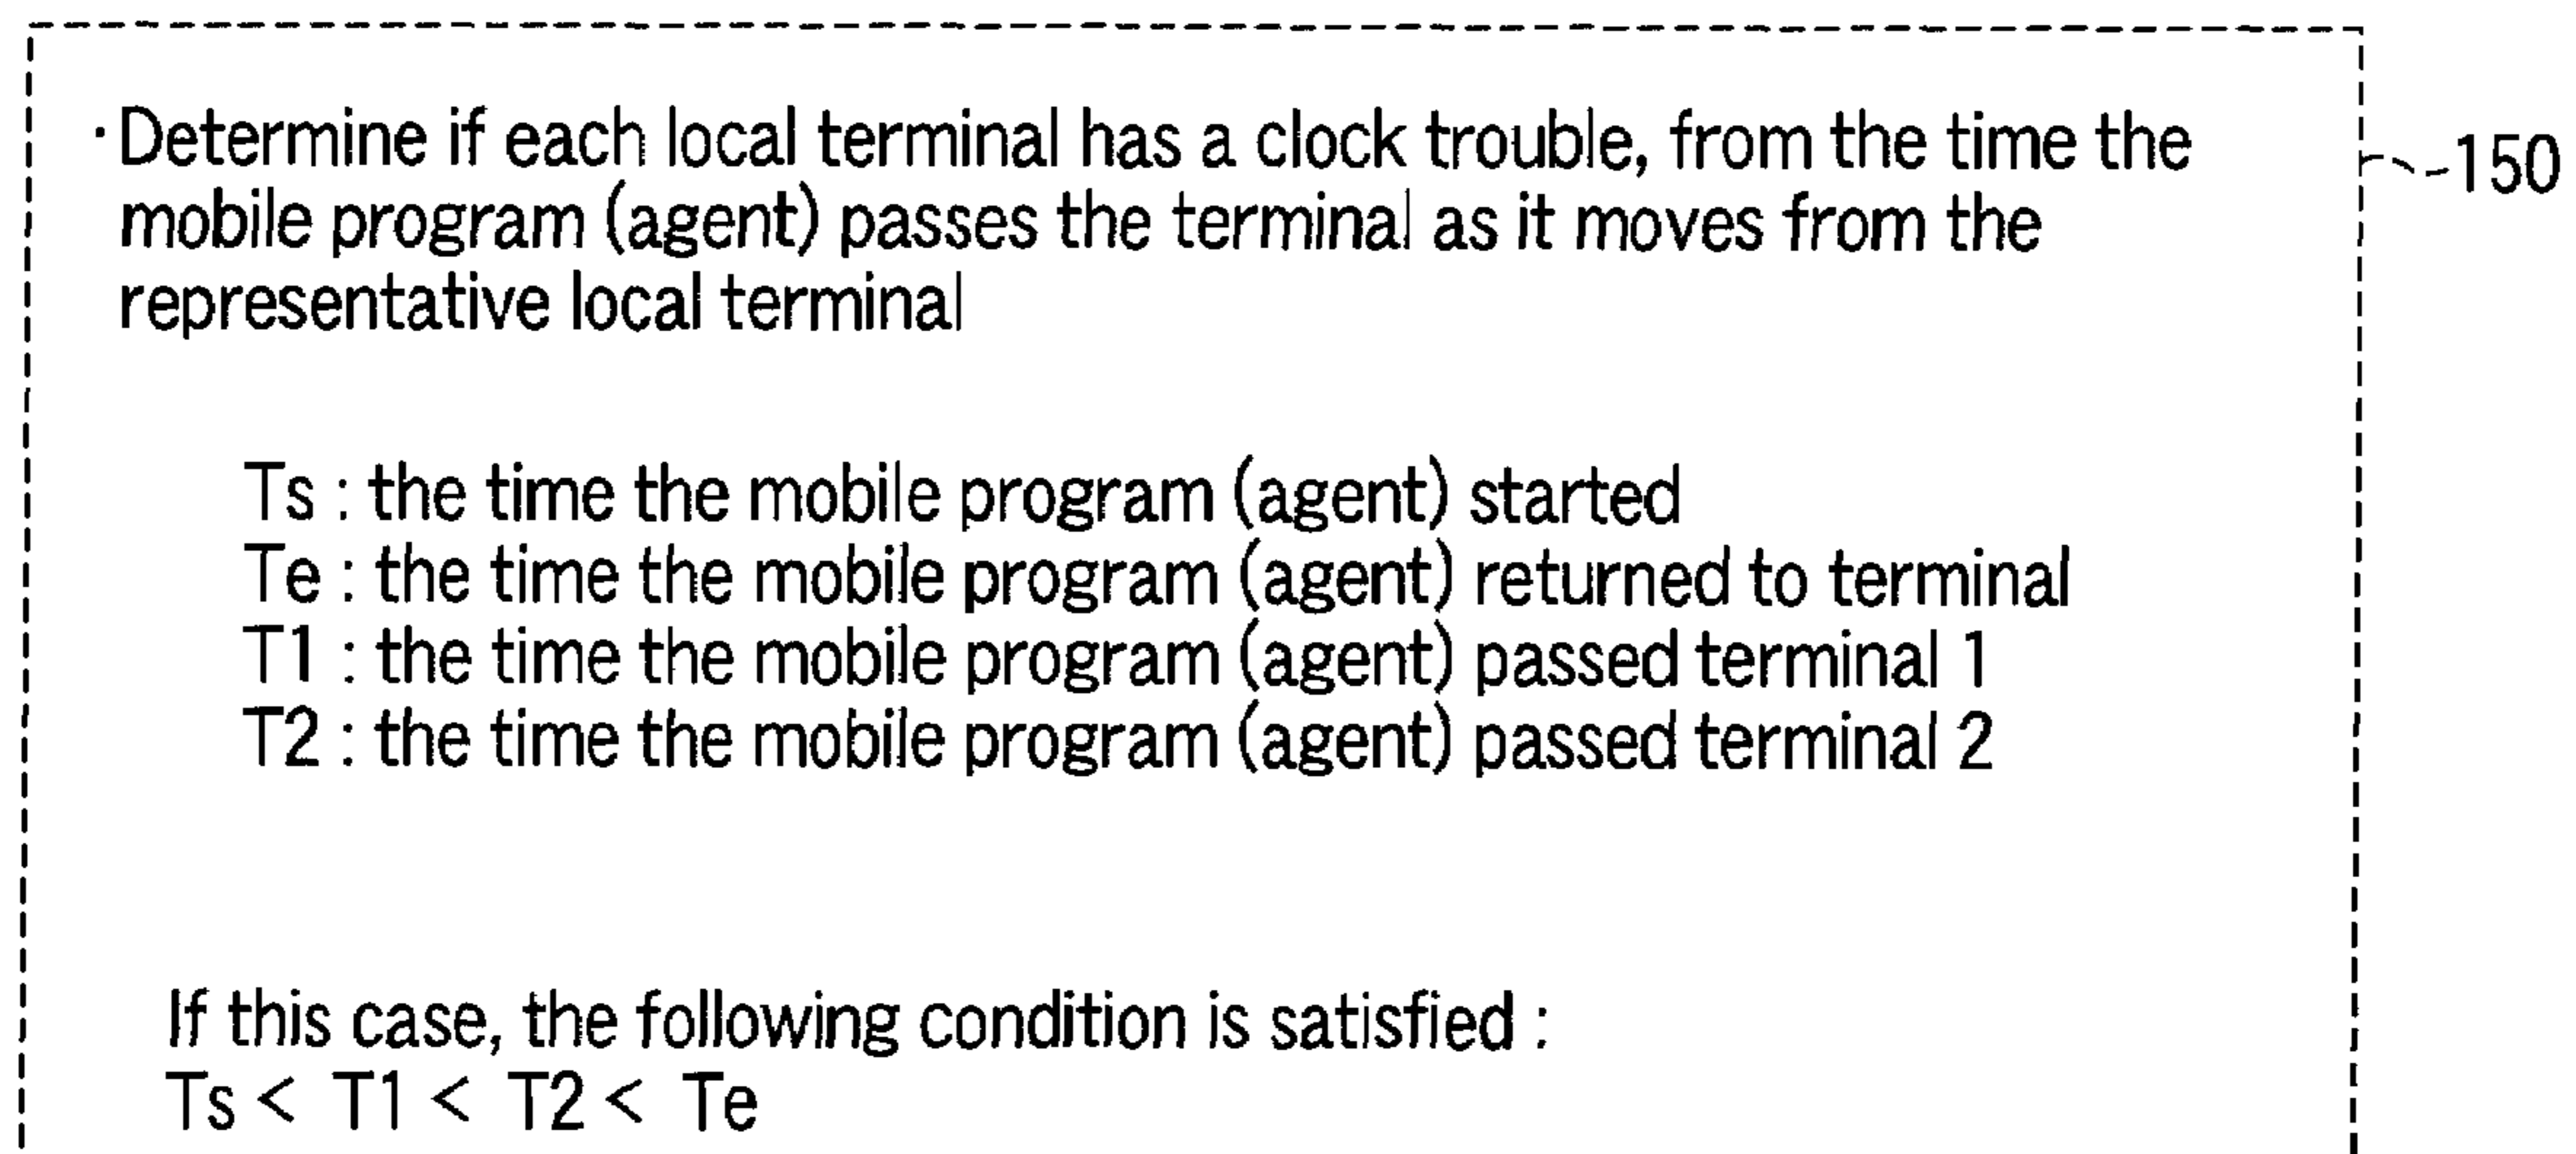 ·Determine if each local terminal has a clock trouble, from the time the
mobile program (agent) passes the terminal as it moves from the
representative local terminal
150
Ts : the time the mobile program (agent) started
Te : the time the mobile program (agent) returned to terminal
T1 : the time the mobile program (agent) passed terminal 1
T2 : the time the mobile program (agent) passed terminal 2
If this case, the following condition is satisfied :
Ts < T1 < T2 < Te